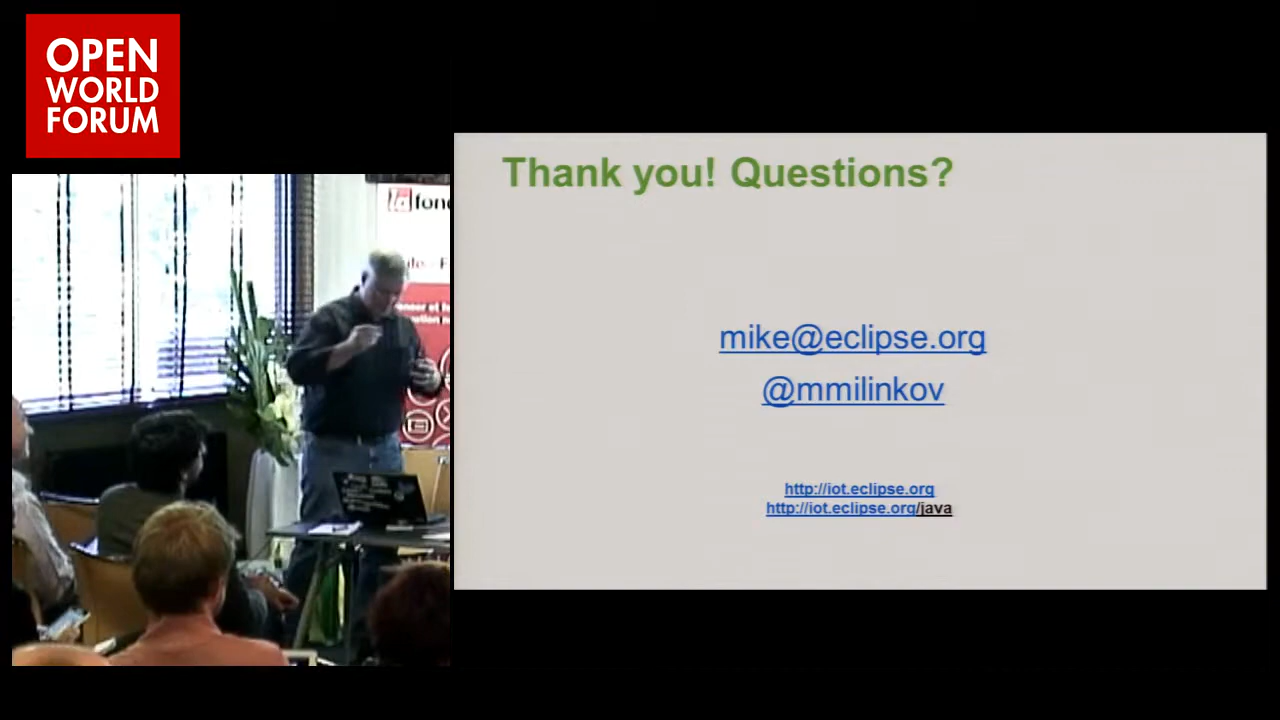 OPEN
WORLD
FORUM
Thank you! Questions?
mike@eclipse.org
@mmilinkov
http://iot.eclipse.org
http://iot.eclipse.org/java